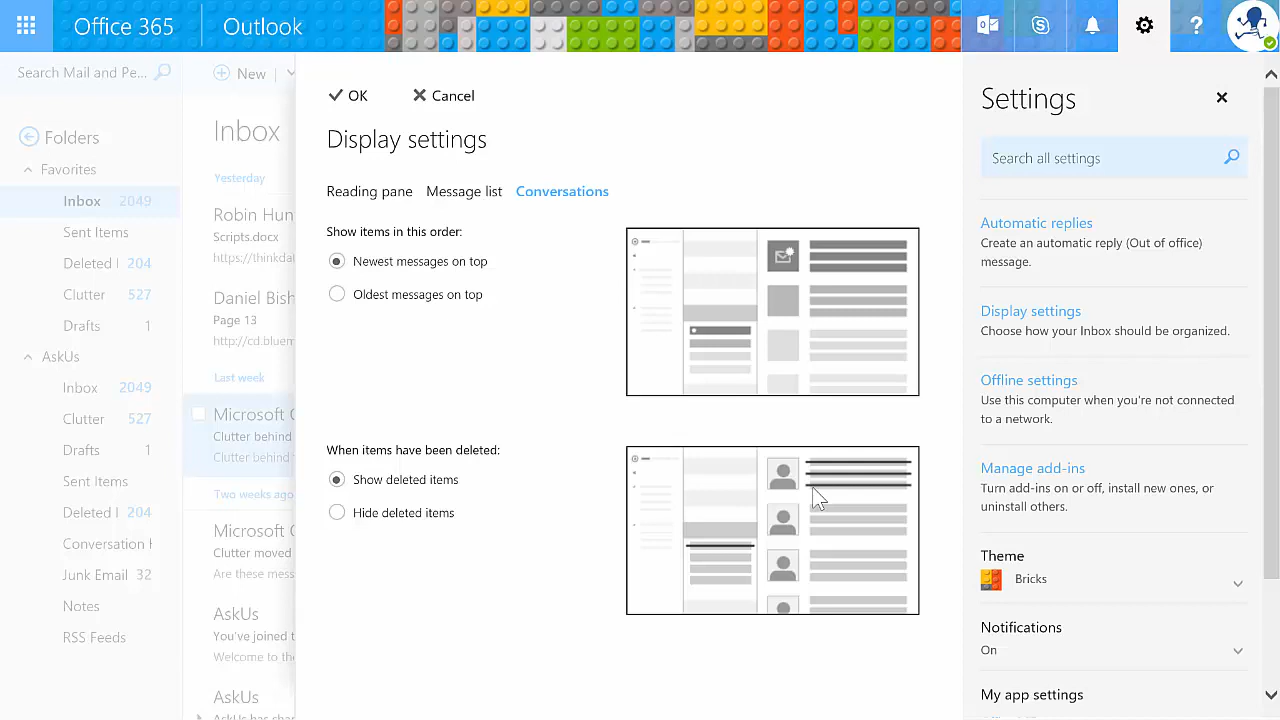 Office 365
Outlook
Search Mail and Pe...
New
Folders
Favorites
Inbox 2049
Sent Items
Deleted I 204
Clutter 527
Drafts 1
AskUs
Inbox 2049
Clutter 527
Drafts 1
Sent Items
Deleted I 204
Conversation H
Junk Email 32
Notes
RSS Feeds
Inbox
Yesterday
Robin Hun
Scripts.docx
https://thinkda
Daniel Bish
Page 13
http://cd.bluem
Last week
Microsoft O
Clutter behind
Clutter behind
Two weeks ago
Microsoft O
Clutter moved
Are these mess
AskUs
You've joined t
Welcome to the
AskUs
AskUs has char
OK
Cancel
Display settings
Reading pane Message list Conversations
Show items in this order:
Newest messages on top
Oldest messages on top
When items have been deleted:
Show deleted items
Hide deleted items
Settings
Search all settings
Automatic replies
Create an automatic reply (Out of office)
message.
Display settings
Choose how your Inbox should be organized.
Offline settings
Use this computer when you're not connected
to a network.
Manage add-ins
Turn add-ins on or off, install new ones, or
uninstall others.
Theme
Bricks
Notifications
On
My app settings